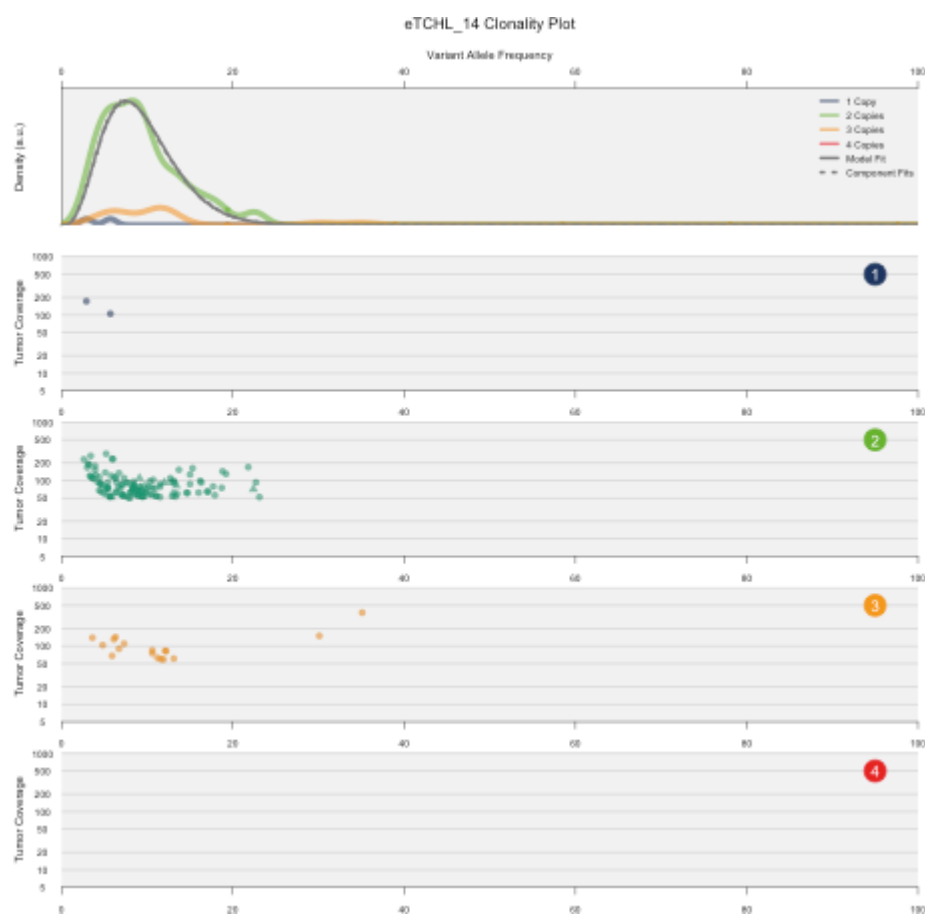 eTCHL_14 Clonality Plot
Variant Allele Frequency
0 20 40 60 80 100
Density (a.u.)
1 Copy
2 Copies
3 Copies
4 Copies
Model Fit
Component Fits
Tumor Coverage
1000
500
200
100
50
20
10
5
1
0 20 40 60 80 100
Tumor Coverage
1000
500
200
100
50
20
10
5
2
0 20 40 60 80 100
Tumor Coverage
1000
500
200
100
50
20
10
5
3
0 20 40 60 80 100
Tumor Coverage
1000
500
200
100
50
20
10
5
4
0 20 40 60 80 100